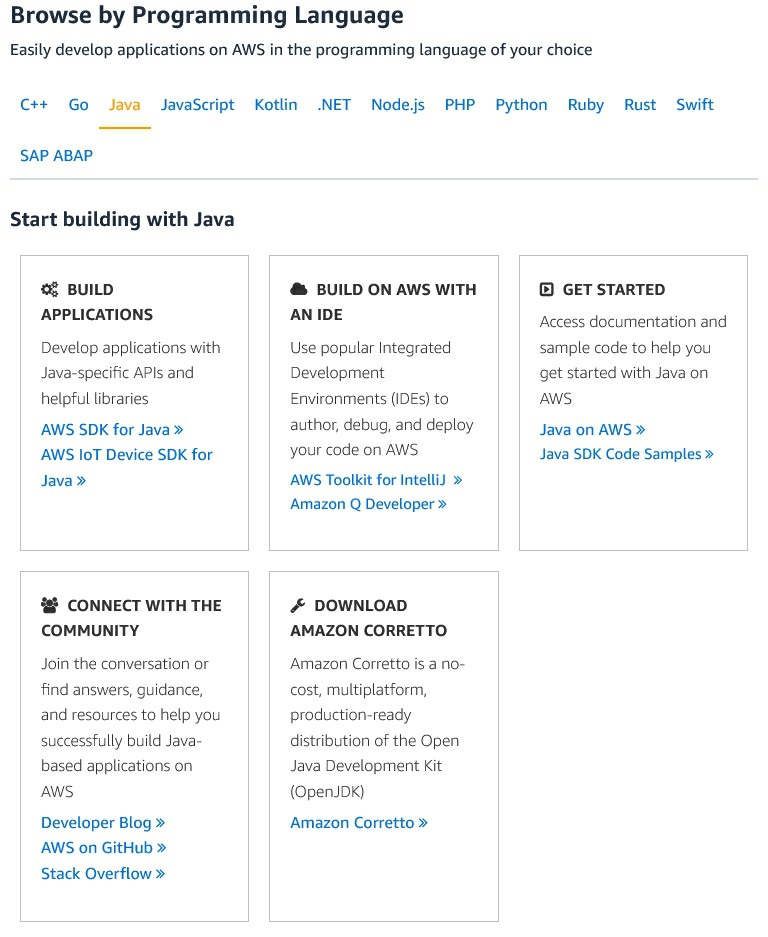 Browse by Programming Language
Easily develop applications on AWS in the programming language of your choice
C++ Go Java JavaScript Kotlin .NET Node.js PHP Python Ruby Rust Swift
SAP ABAP
Start building with Java
BUILD
APPLICATIONS
Develop applications with
Java-specific APIs and
helpful libraries
AWS SDK for Java »
AWS IoT Device SDK for
Java »
BUILD ON AWS WITH
AN IDE
Use popular Integrated
Development
Environments (IDEs) to
author, debug, and deploy
your code on AWS
AWS Toolkit for IntelliJ »
Amazon Q Developer »
GET STARTED
Access documentation and
sample code to help you
get started with Java on
AWS
Java on AWS »
Java SDK Code Samples »
CONNECT WITH THE
COMMUNITY
Join the conversation or
find answers, guidance,
and resources to help you
successfully build Java-
based applications on
AWS
Developer Blog »
AWS on GitHub »
Stack Overflow »
DOWNLOAD
AMAZON CORRETTO
Amazon Corretto is a no-
cost, multiplatform,
production-ready
distribution of the Open
Java Development Kit
(OpenJDK)
Amazon Corretto »